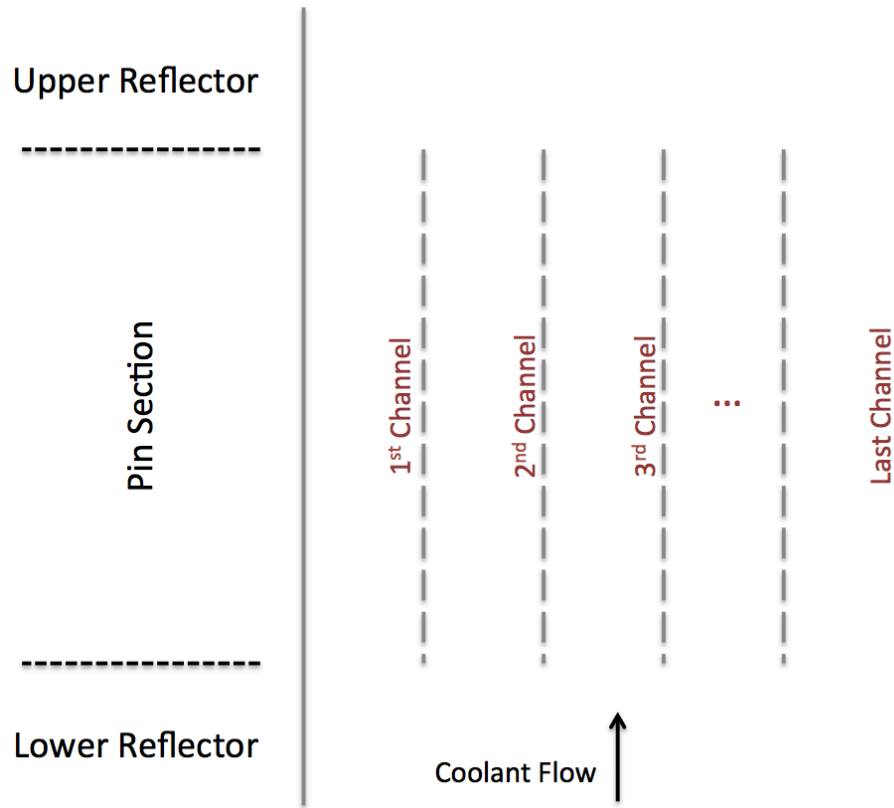 Upper Reflector
Pin Section
1st Channel
2nd Channel
3rd Channel
...
Last Channel
Lower Reflector
Coolant Flow